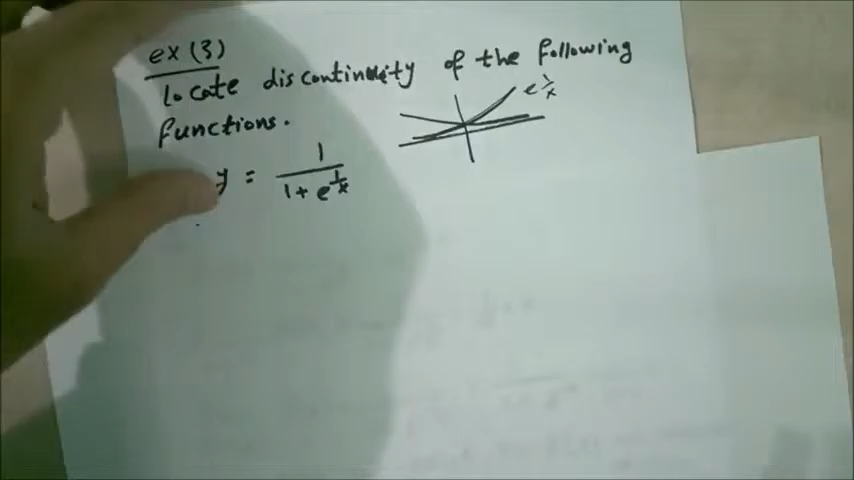 ex (3)
locate discontinuity of the following
functions.
y = 1 / (1 + e^(1/x))
e^(1/x)